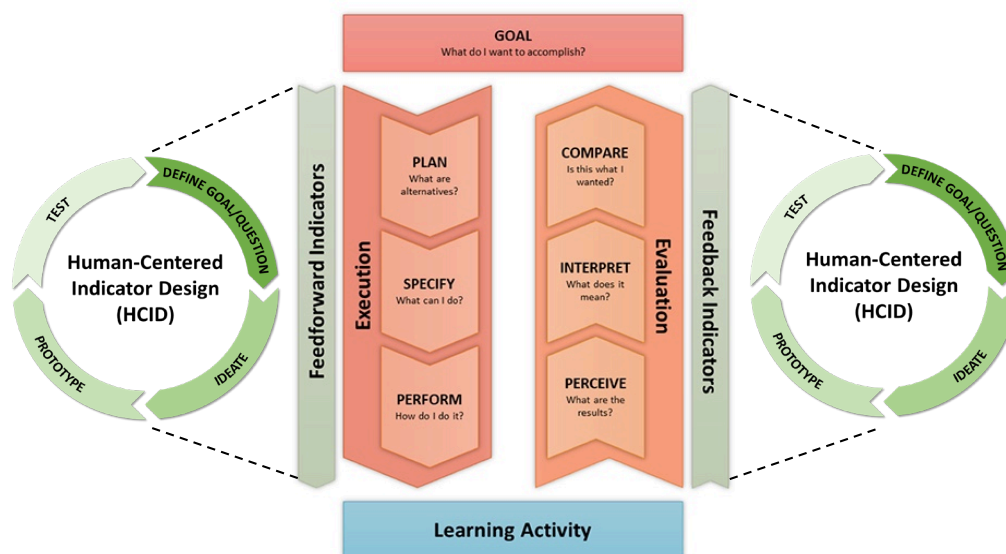 GOAL
What do I want to accomplish?
TEST
DEFINE GOAL/QUESTION
Human-Centered
Indicator Design
(HCID)
PROTOTYPE
IDEATE
Feedforward Indicators
Execution
PLAN
What are
alternatives?
SPECIFY
What can I do?
PERFORM
How do I do it?
COMPARE
Is this what I
wanted?
INTERPRET
What does it
mean?
PERCEIVE
What are the
results?
Evaluation
Feedback Indicators
TEST
DEFINE GOAL/QUESTION
Human-Centered
Indicator Design
(HCID)
PROTOTYPE
IDEATE
Learning Activity